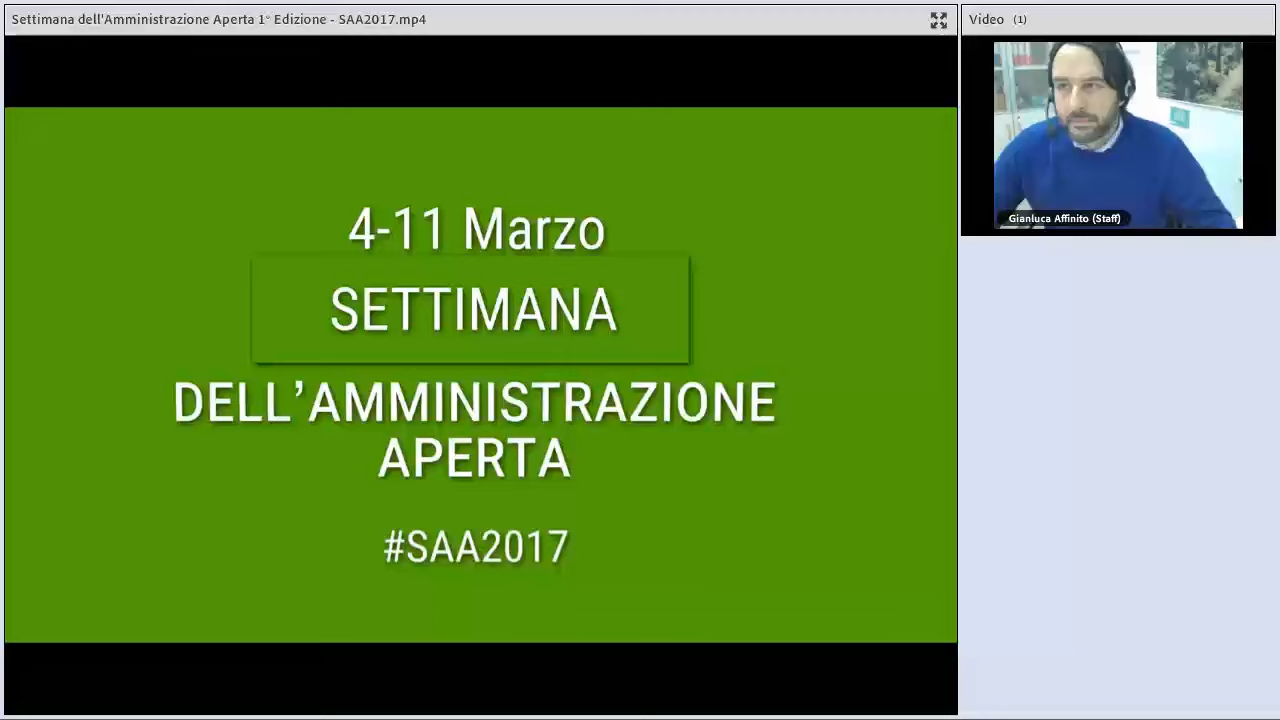 Settimana dell'Amministrazione Aperta 1° Edizione - SAA2017.mp4
Video (1)
Gianluca Affinito (Staff)
4-11 Marzo
SETTIMANA
DELL’AMMINISTRAZIONE
APERTA
#SAA2017